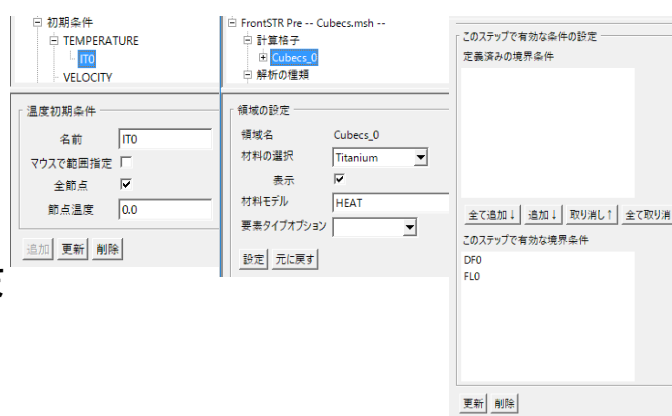 初期条件
TEMPERATURE
IT0
VELOCITY
温度初期条件
名前 IT0
マウスで範囲指定
全節点
節点温度 0.0
追加 更新 削除
FrontSTR Pre -- Cubecs.msh --
計算格子
Cubecs_0
解析の種類
領域の設定
領域名 Cubecs_0
材料の選択 Titanium
表示
材料モデル HEAT
要素タイプオプション
設定 元に戻す
このステップで有効な条件の設定
定義済みの境界条件
全て追加↓ 追加↓ 取り消し↑ 全て取り消
このステップで有効な境界条件
DF0
FL0
更新 削除